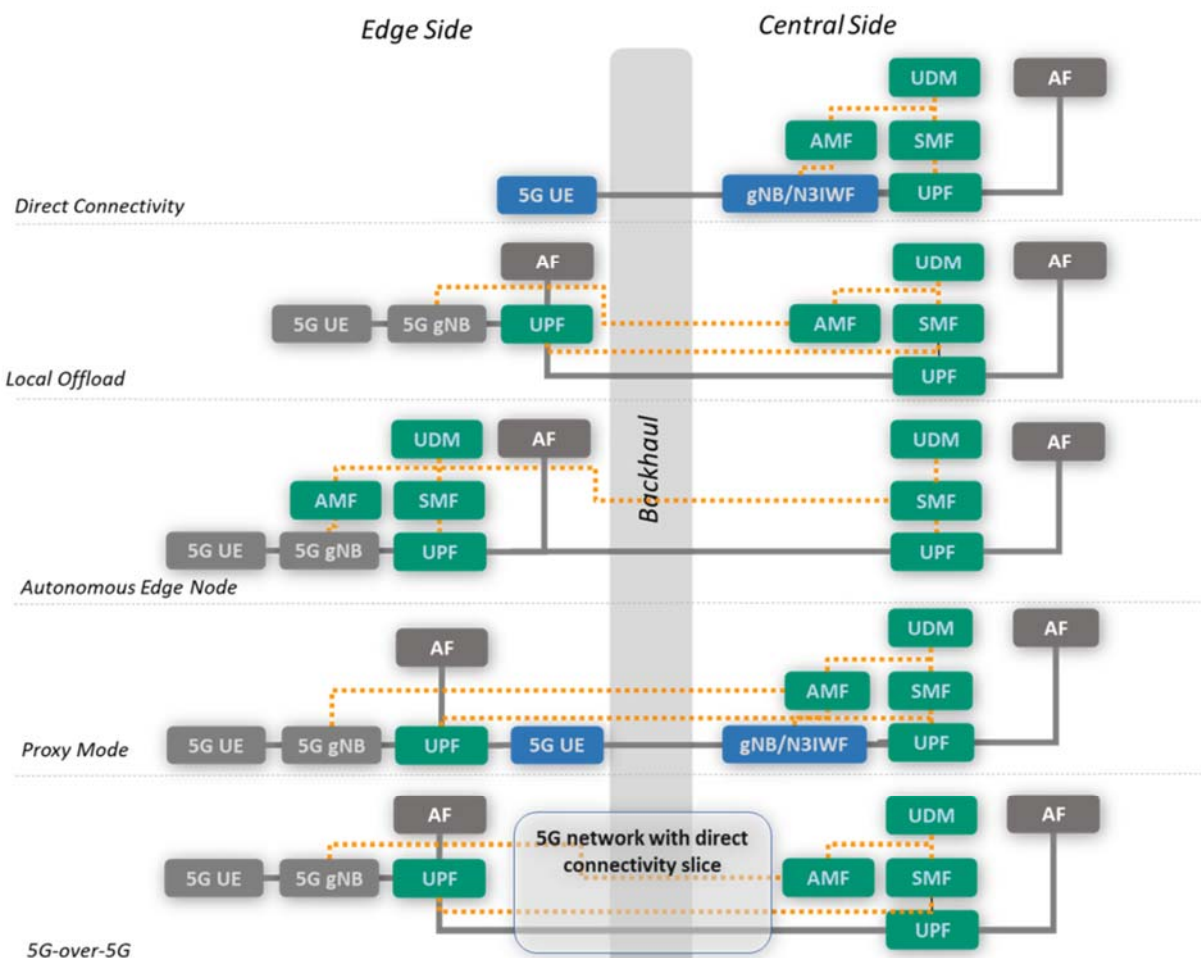 Edge Side
Central Side
Backhaul
UDM
AF
AMF
SMF
5G UE
gNB/N3IWF
UPF
Direct Connectivity
AF
UDM
AF
5G UE
5G gNB
UPF
AMF
SMF
UPF
Local Offload
UDM
AF
UDM
AF
AMF
SMF
SMF
5G UE
5G gNB
UPF
UPF
Autonomous Edge Node
AF
UDM
AF
AMF
SMF
5G UE
5G gNB
UPF
5G UE
gNB/N3IWF
UPF
Proxy Mode
AF
UDM
AF
5G network with direct
connectivity slice
5G UE
5G gNB
UPF
AMF
SMF
UPF
5G-over-5G